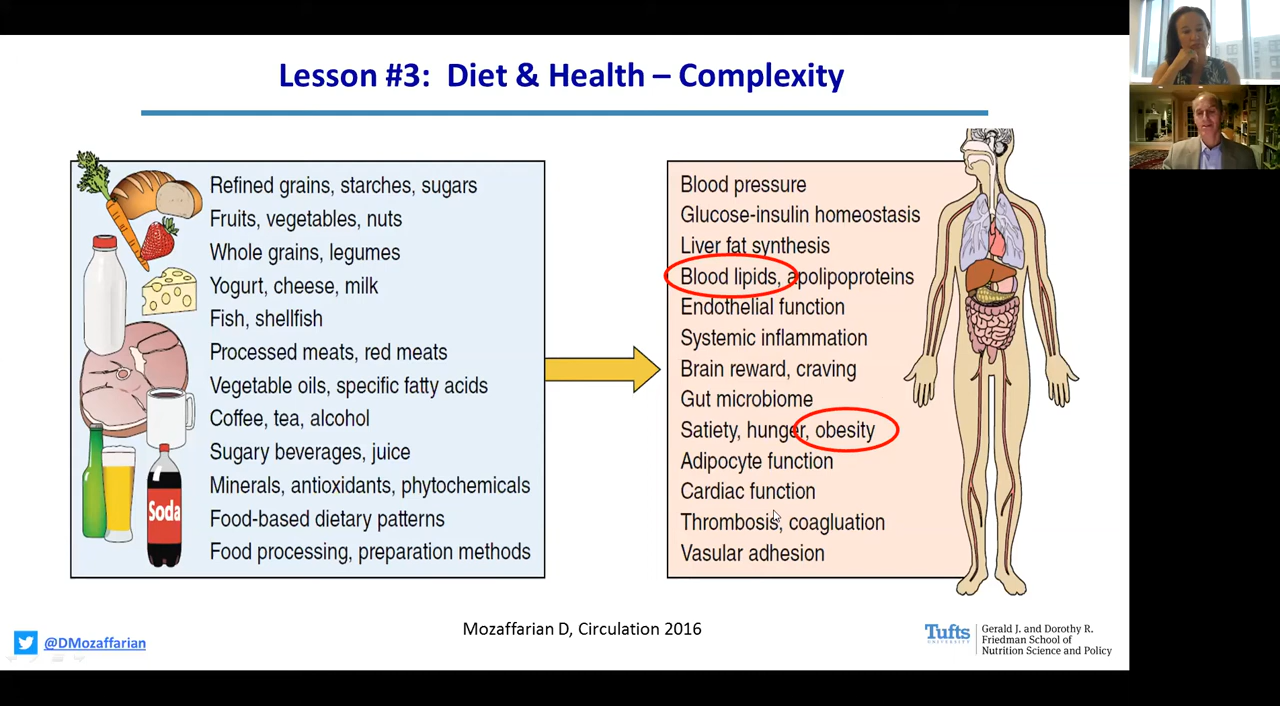 Lesson #3: Diet & Health – Complexity
Refined grains, starches, sugars
Fruits, vegetables, nuts
Whole grains, legumes
Yogurt, cheese, milk
Fish, shellfish
Processed meats, red meats
Vegetable oils, specific fatty acids
Coffee, tea, alcohol
Sugary beverages, juice
Minerals, antioxidants, phytochemicals
Food-based dietary patterns
Food processing, preparation methods
Soda
Blood pressure
Glucose-insulin homeostasis
Liver fat synthesis
Blood lipids, apolipoproteins
Endothelial function
Systemic inflammation
Brain reward, craving
Gut microbiome
Satiety, hunger, obesity
Adipocyte function
Cardiac function
Thrombosis, coagluation
Vasular adhesion
Mozaffarian D, Circulation 2016
@DMozaffarian
Tufts
UNIVERSITY
Gerald J. and Dorothy R.
Friedman School of
Nutrition Science and Policy